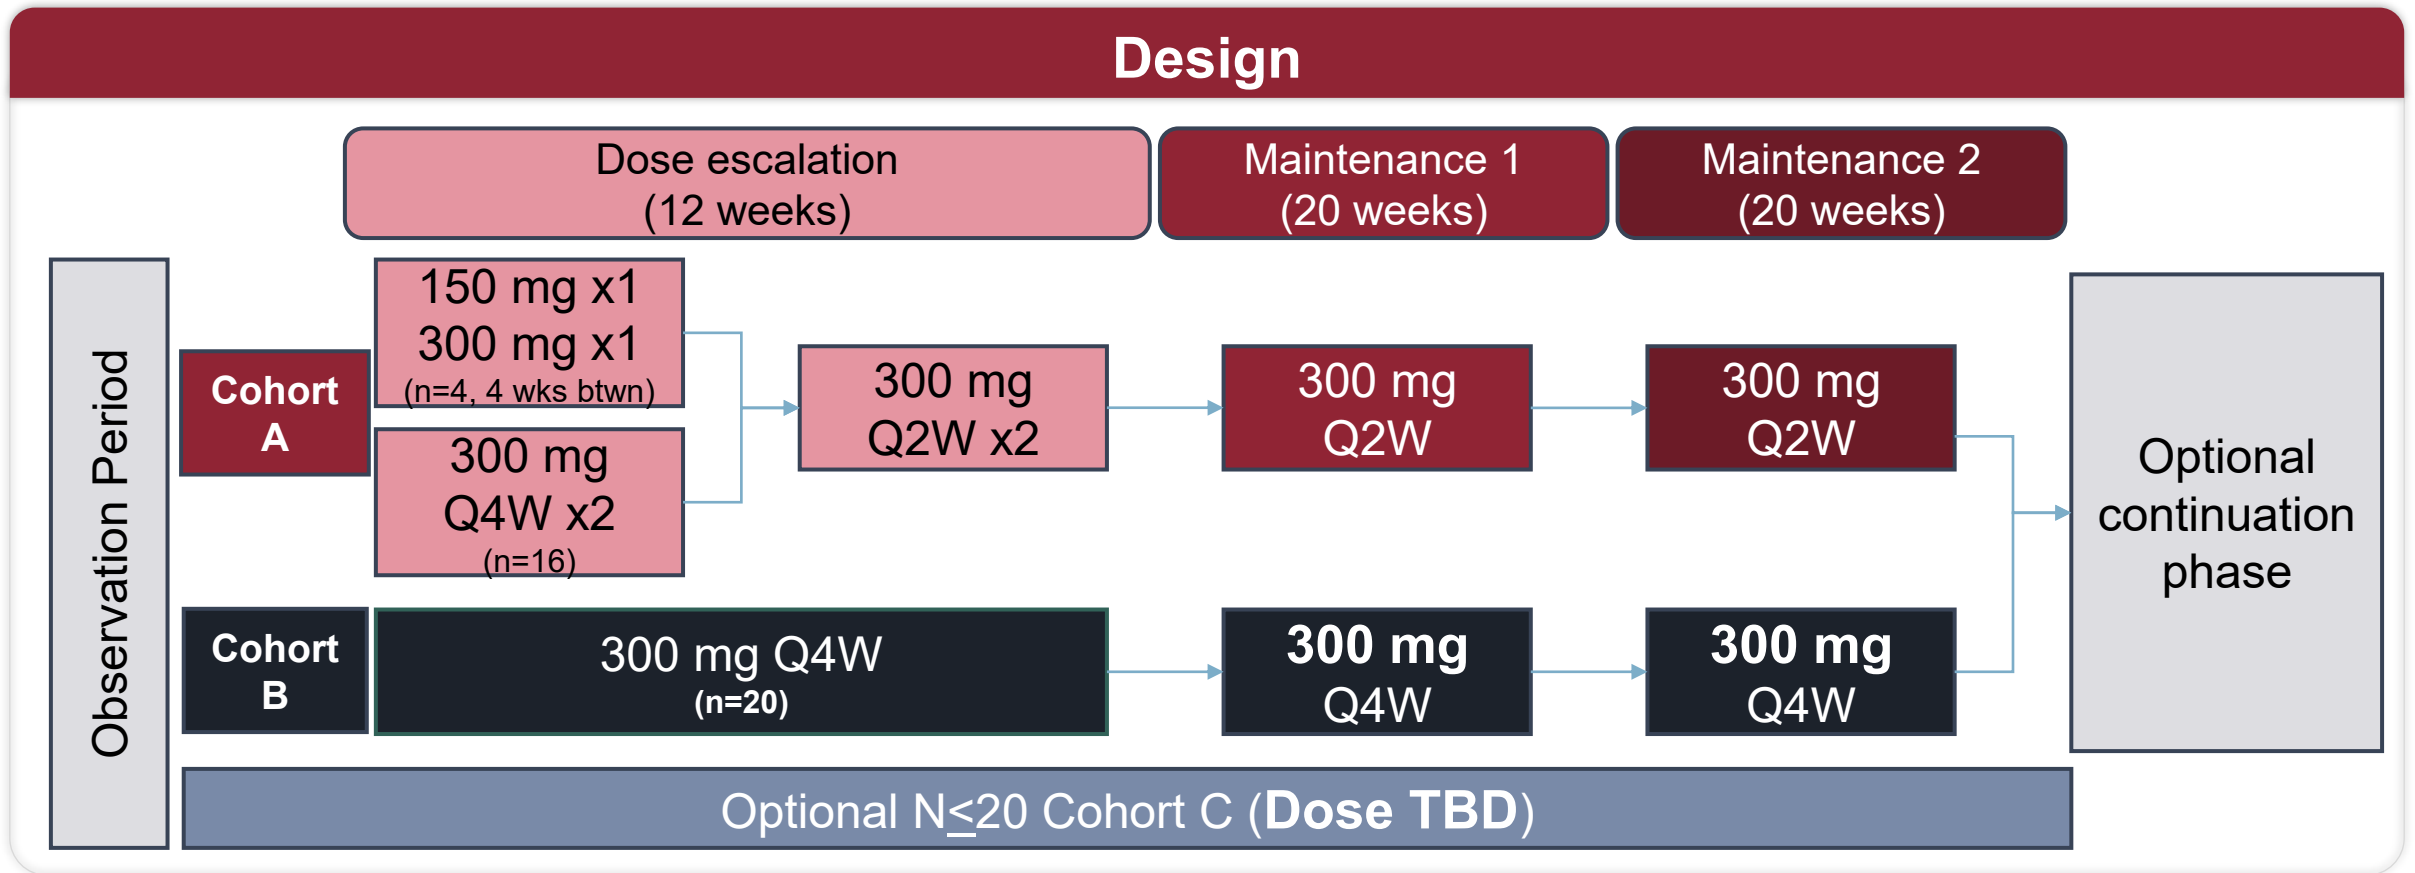 Design
Dose escalation
(12 weeks)
Maintenance 1
(20 weeks)
Maintenance 2
(20 weeks)
Observation Period
Cohort
A
150 mg x1
300 mg x1
(n=4, 4 wks btwn)
300 mg
Q4W x2
(n=16)
300 mg
Q2W x2
300 mg
Q2W
300 mg
Q2W
Cohort
B
300 mg Q4W
(n=20)
300 mg
Q4W
300 mg
Q4W
Optional
continuation
phase
Optional N<20 Cohort C (Dose TBD)